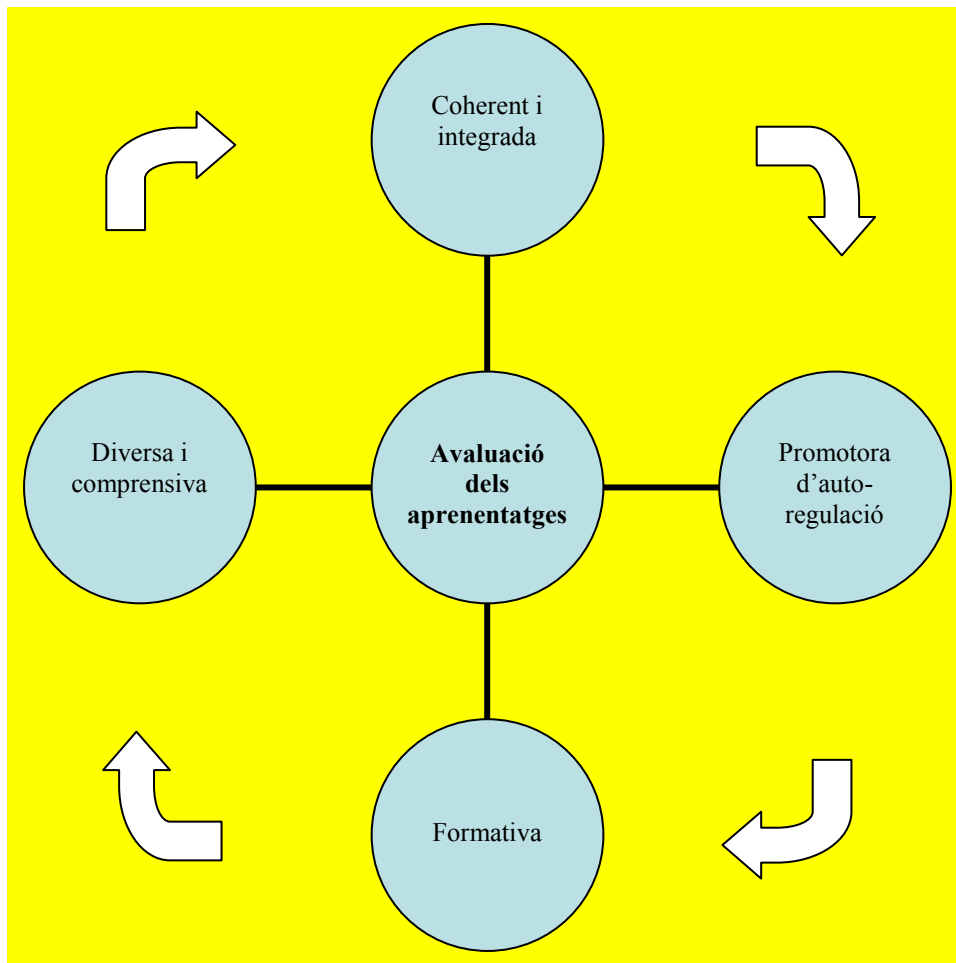 Coherent i
integrada
Diversa i
comprensiva
Avaluació
dels
aprenentatges
Promotora
d’auto-
regulació
Formativa